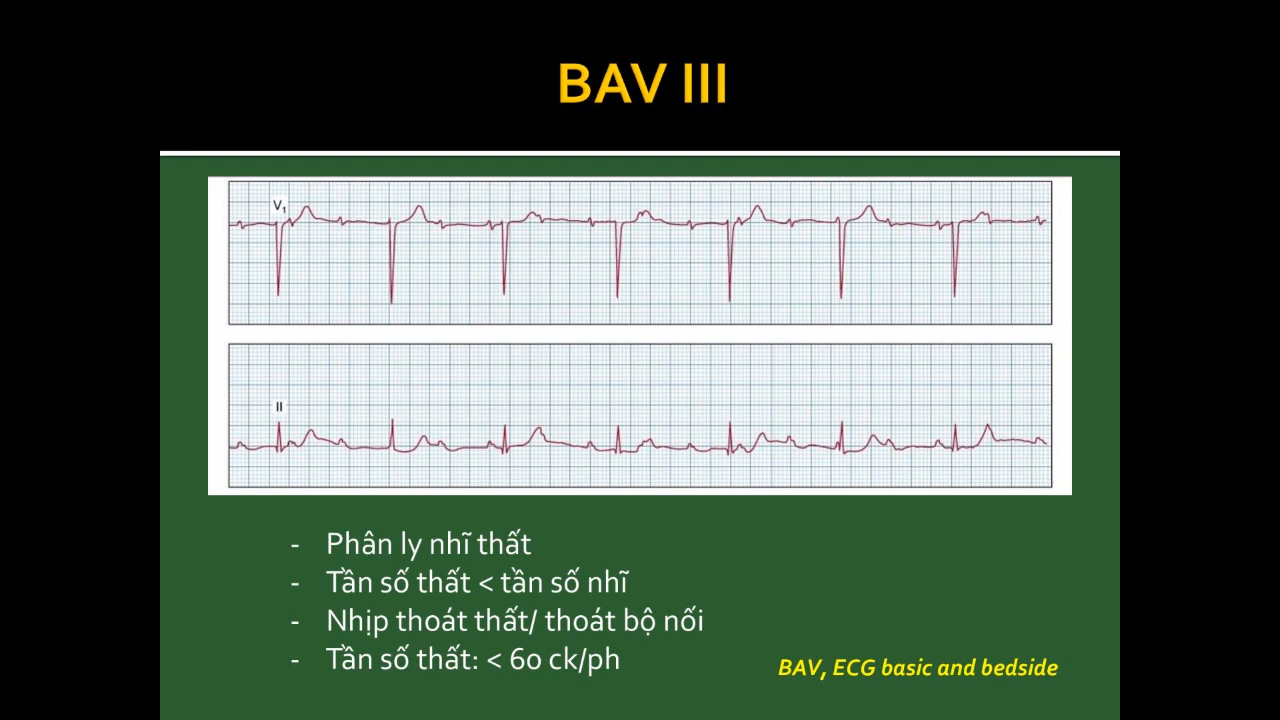 BAV III
V₁
II
- Phân ly nhĩ thất
- Tần số thất < tần số nhĩ
- Nhịp thoát thất/ thoát bộ nối
- Tần số thất: < 60 ck/ph
BAV, ECG basic and bedside